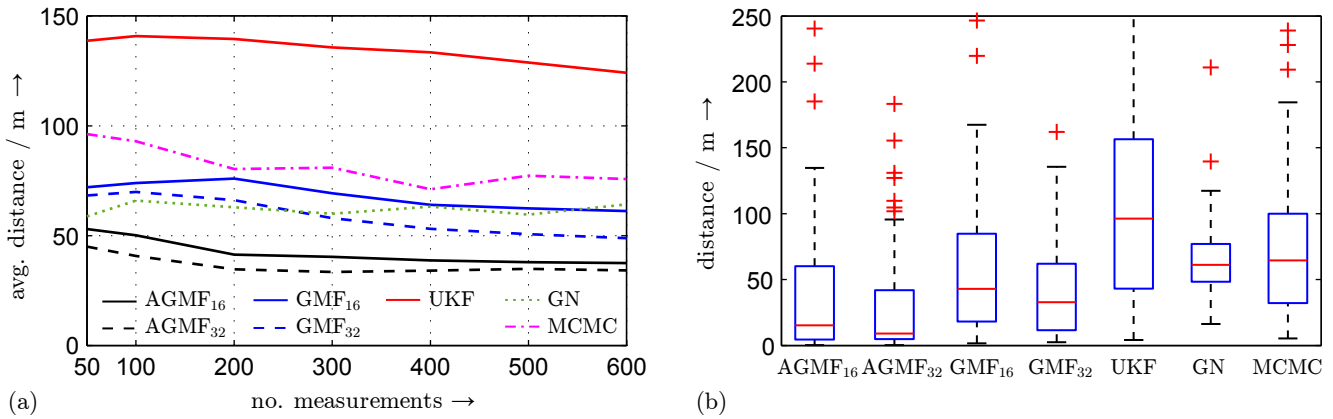 150
100
50
0
avg. distance / m →
AGMF₁₆
AGMF₃₂
GMF₁₆
GMF₃₂
UKF
GN
MCMC
50 100 200 300 400 500 600
no. measurements →
(a)
250
200
150
100
50
0
distance / m →
AGMF₁₆ AGMF₃₂ GMF₁₆ GMF₃₂ UKF GN MCMC
(b)